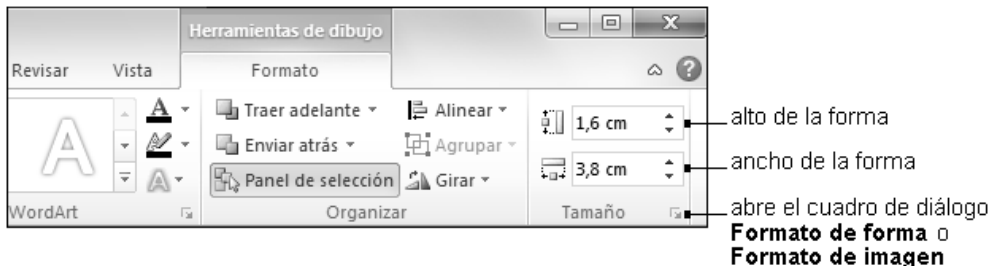 Herramientas de dibujo
Revisar Vista Formato
A Traer adelante Alinear 1,6 cm alto de la forma
A Enviar atrás Agrupar
A Panel de selección Girar 3,8 cm ancho de la forma
WordArt Organizar Tamaño abre el cuadro de diálogo
Formato de forma o
Formato de imagen